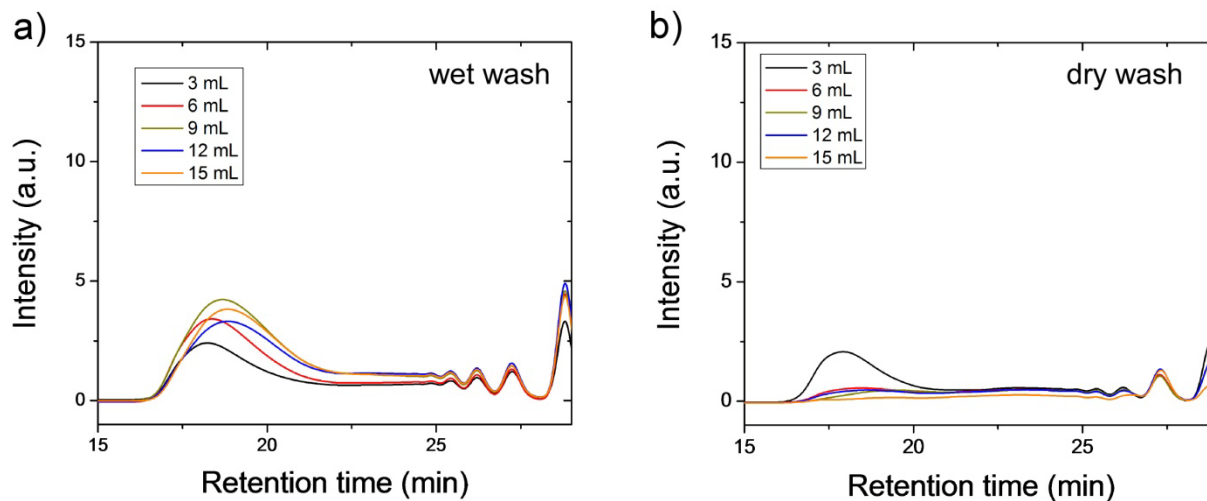 a)
wet wash
15
10
5
0
Intensity (a.u.)
3 mL
6 mL
9 mL
12 mL
15 mL
15
20
25
Retention time (min)
b)
dry wash
15
10
5
0
Intensity (a.u.)
3 mL
6 mL
9 mL
12 mL
15 mL
15
20
25
Retention time (min)